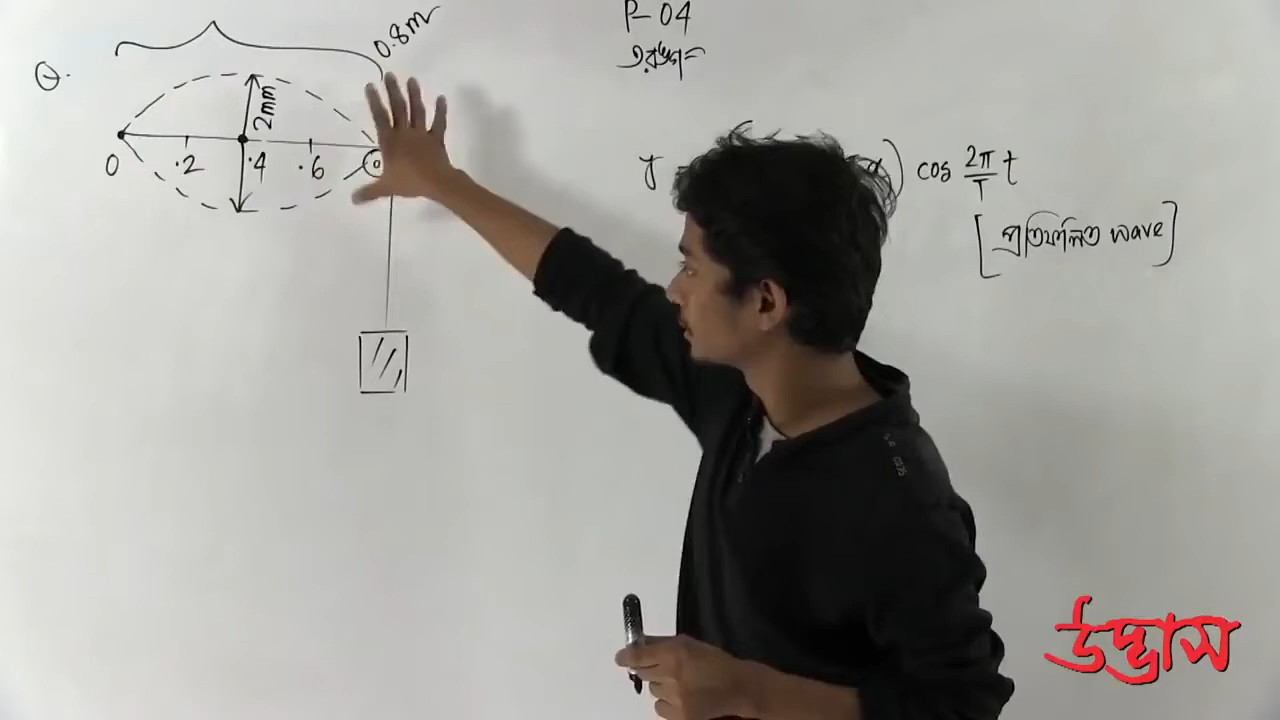 P-04
তরঙ্গ
Q.
0.8m
2mm
0 .2 .4 .6
y cos 2π/T t
[প্রতিফলিত wave]
উদ্ভাস